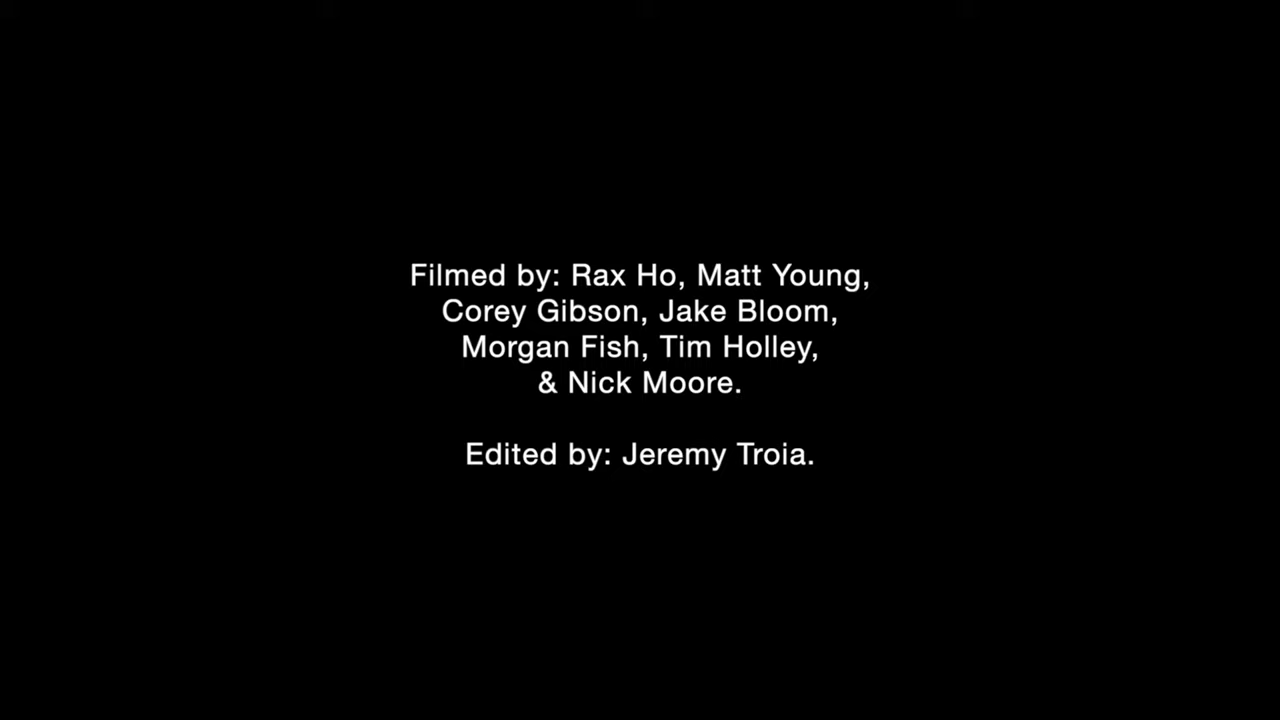 Filmed by: Rax Ho, Matt Young,
Corey Gibson, Jake Bloom,
Morgan Fish, Tim Holley,
& Nick Moore.
Edited by: Jeremy Troia.